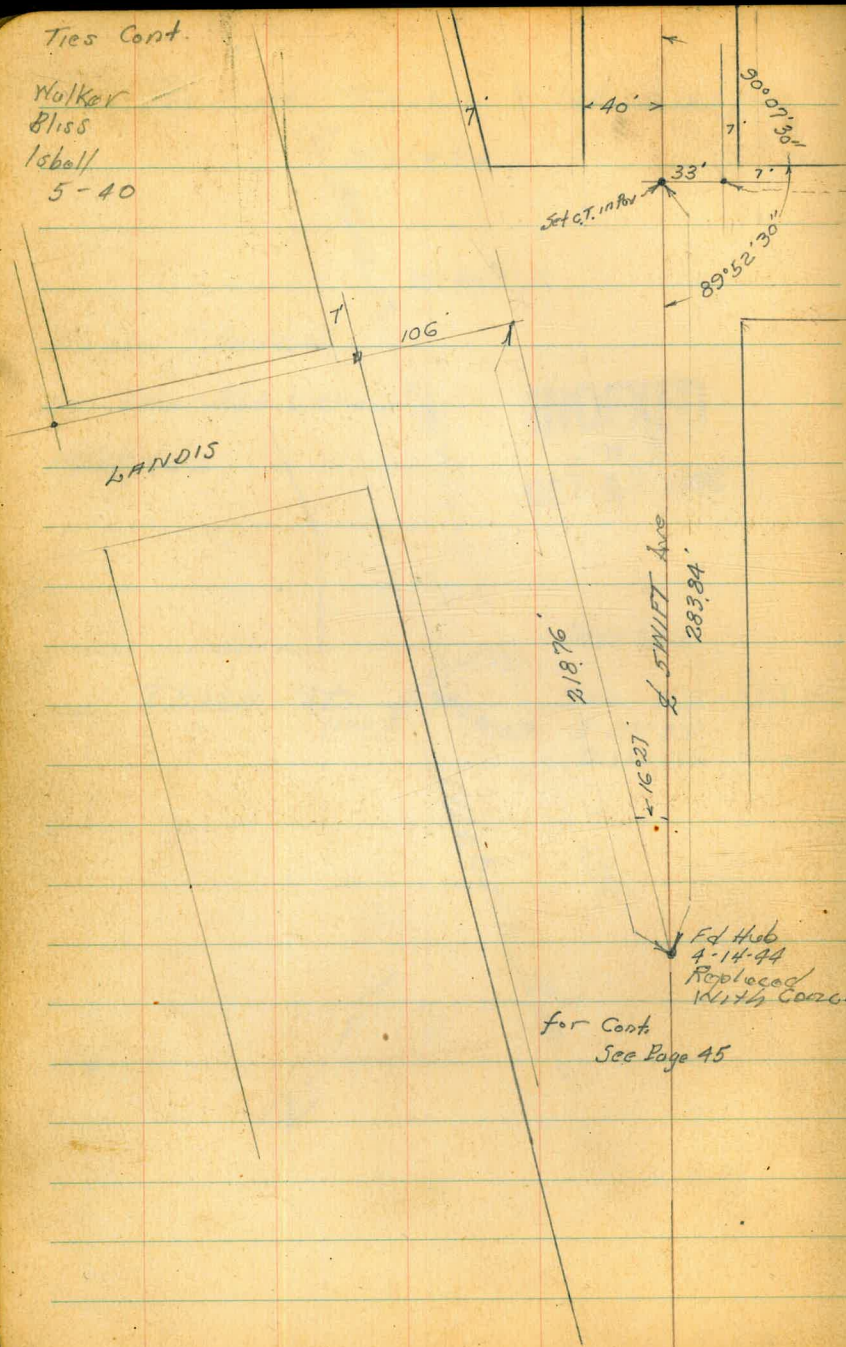 Ties Cont.
Walker
Bliss
Isbell
5-40
7'
40'
7'
90°07'30"
33'
7'
Set C.T. in Pav
89°52'30"
7'
106'
LANDIS
218.76'
℄ SWIFT Ave
283.84'
16°27'
Fd Hub
4-14-44
Replaced
With Conc
for Cont.
See Page 45